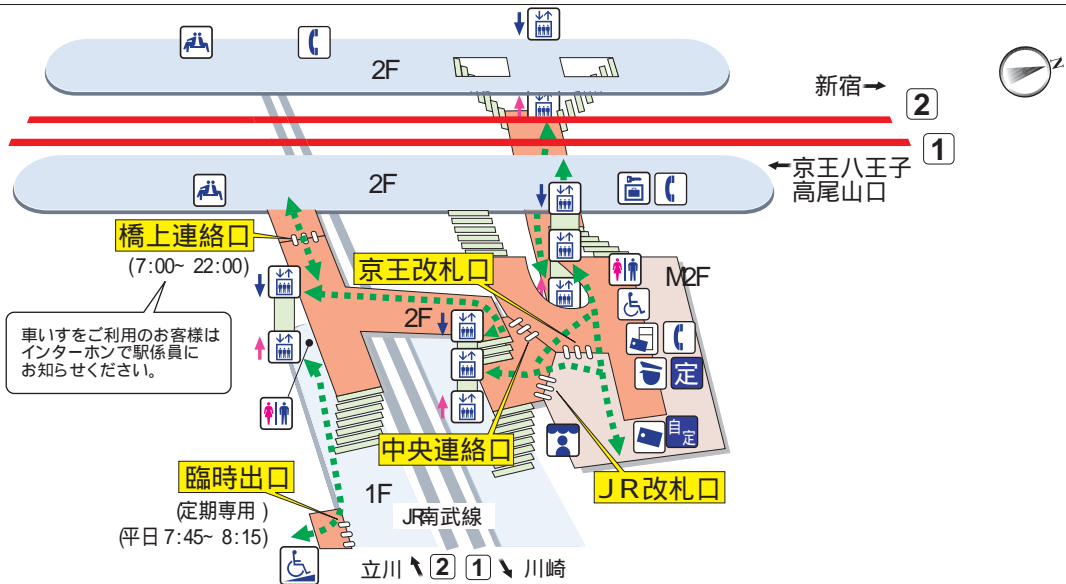 2F
N
新宿→
2
1
←京王八王子
高尾山口
2F
橋上連絡口
(7:00~ 22:00)
京王改札口
M2F
車いすをご利用のお客様は
インターホンで駅係員に
お知らせください。
2F
定
自
定
中央連絡口
JR改札口
臨時出口
(定期専用)
(平日 7:45~ 8:15)
1F
JR南武線
立川 2 1 川崎